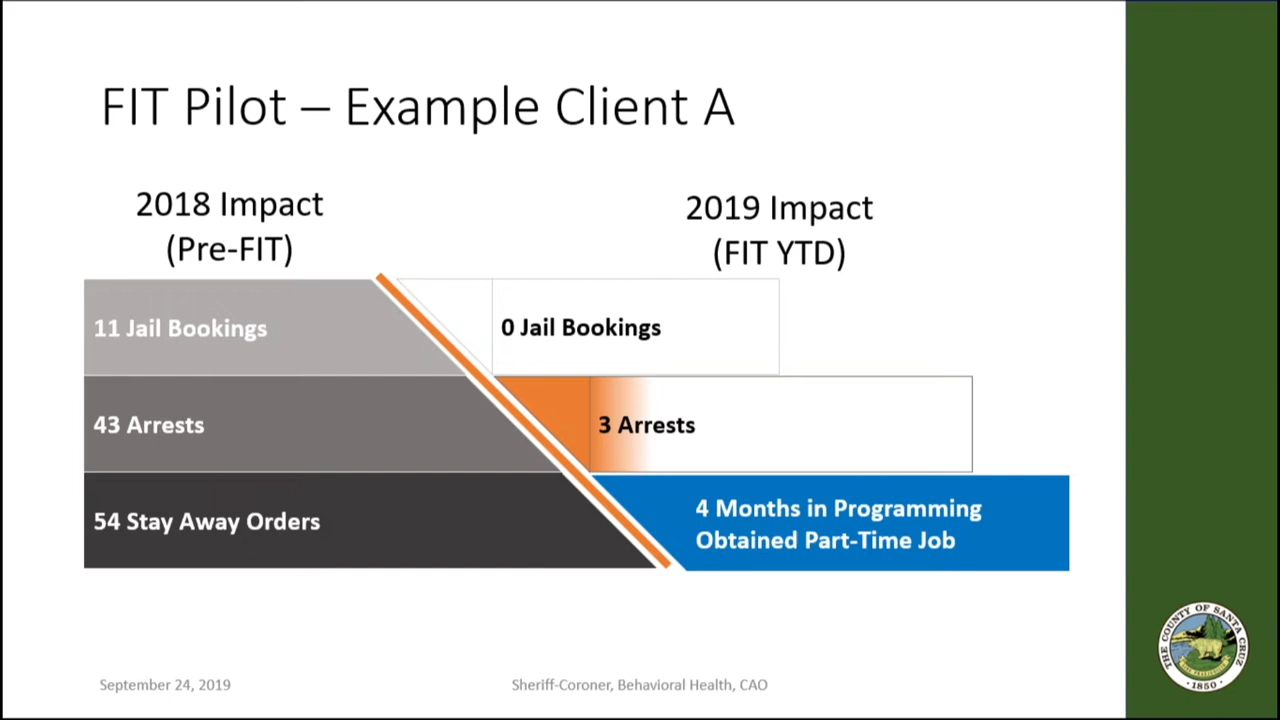 FIT Pilot – Example Client A
2018 Impact
(Pre-FIT)
2019 Impact
(FIT YTD)
11 Jail Bookings
0 Jail Bookings
43 Arrests
3 Arrests
54 Stay Away Orders
4 Months in Programming
Obtained Part-Time Job
September 24, 2019
Sheriff-Coroner, Behavioral Health, CAO
THE COUNTY OF SANTA CRUZ
1850